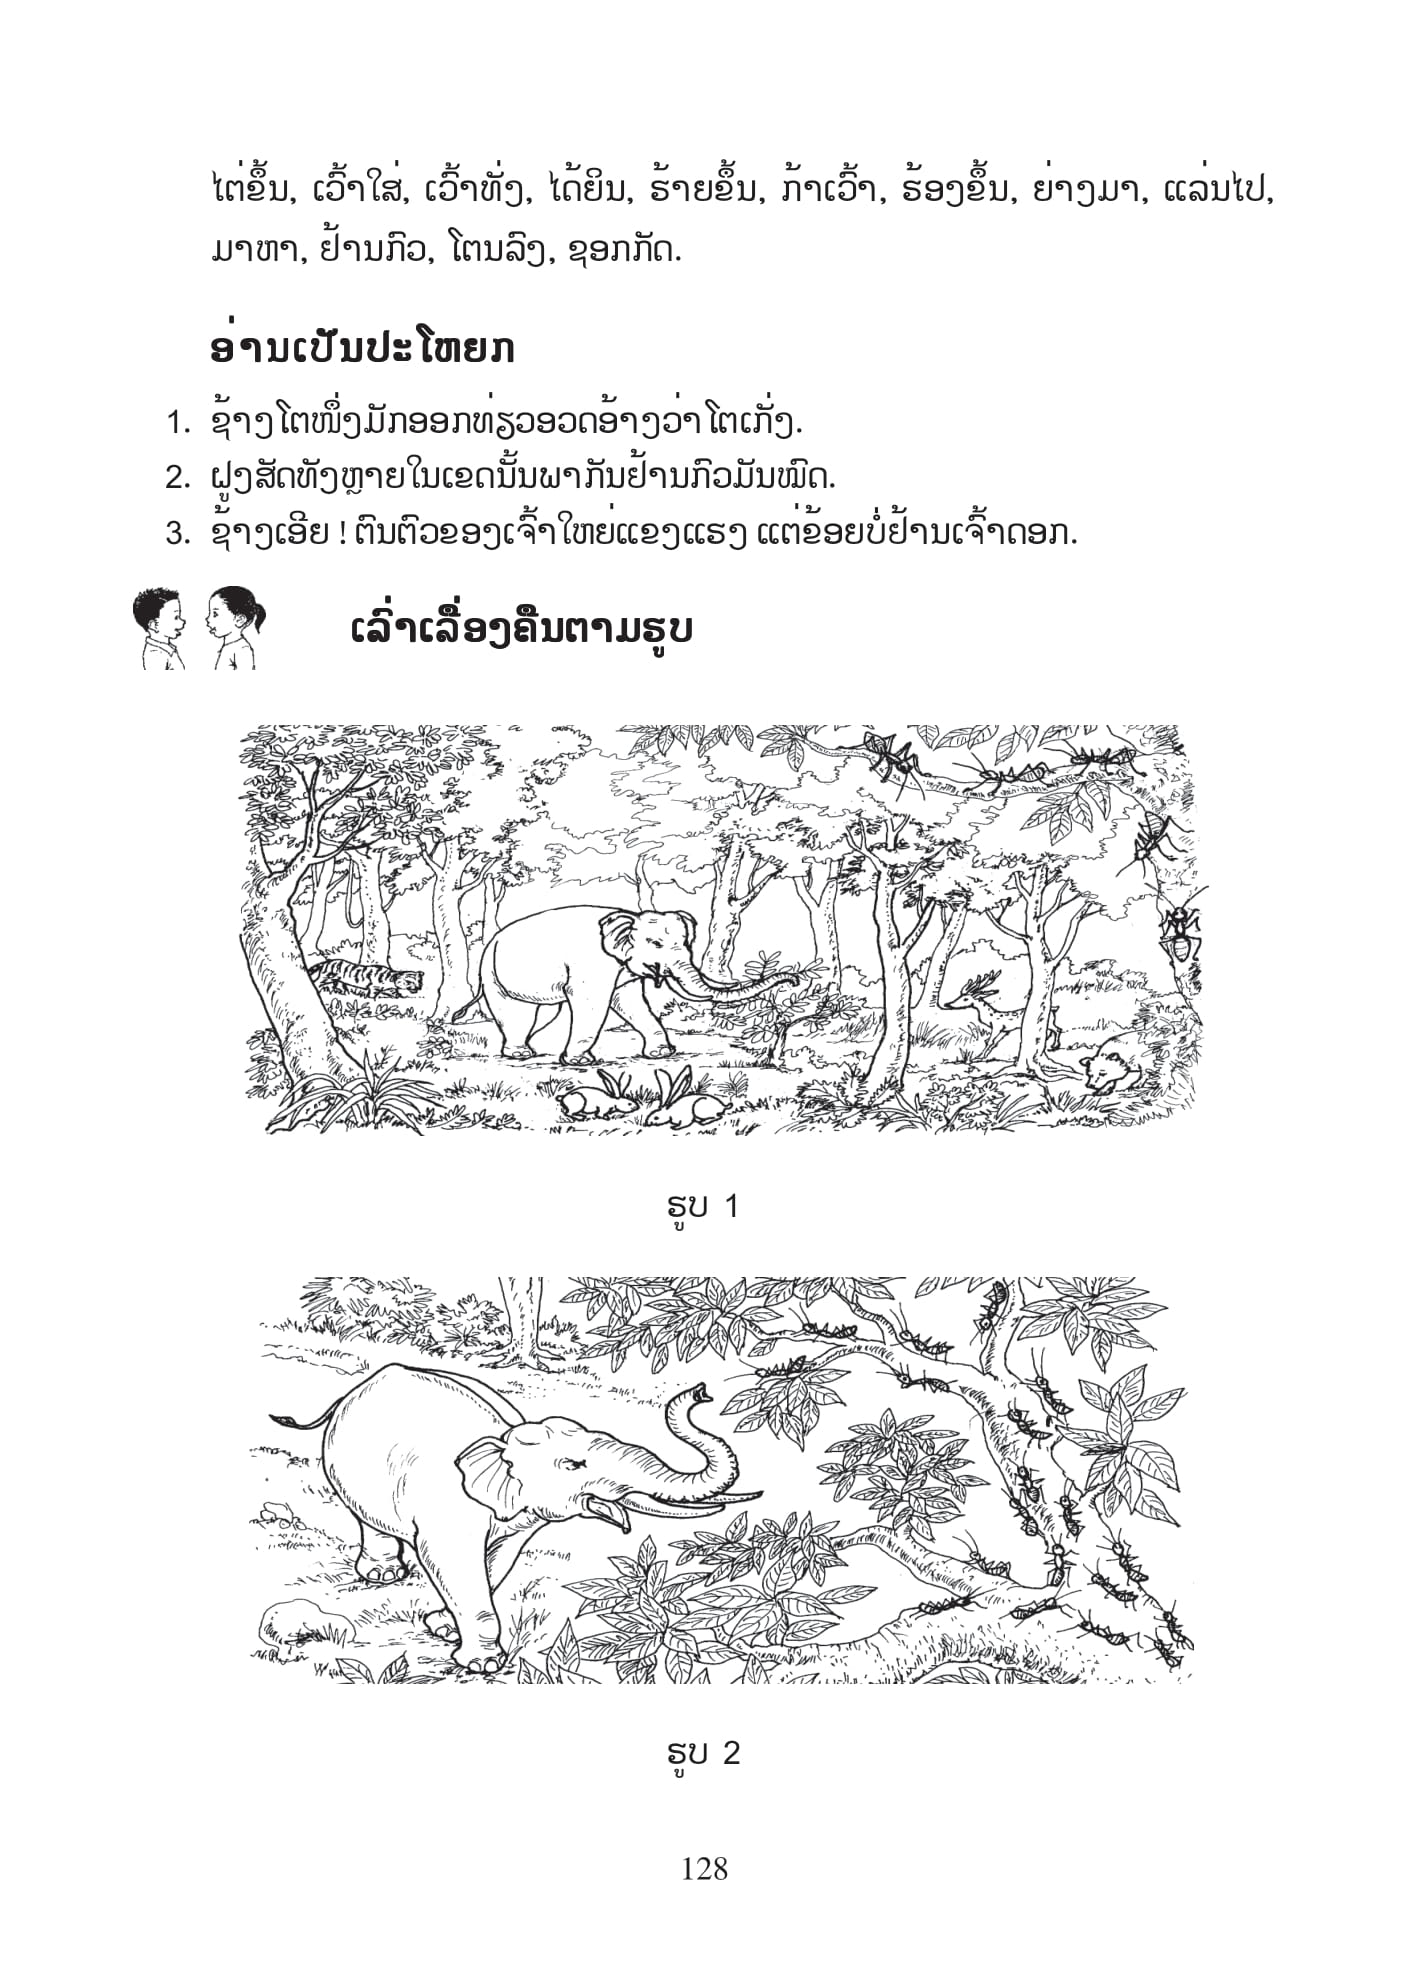 ໄຕ່ຂຶ້ນ, ເວົ້າໃສ່, ເວົ້າທັ່ງ, ໄດ້ຍິນ, ຮ້າຍຂຶ້ນ, ກ້າເວົ້າ, ຮ້ອງຂຶ້ນ, ຍ່າງມາ, ແລ່ນໄປ,
ມາຫາ, ຢ້ານກົວ, ໂຕນລົງ, ຊອກກັດ.
ອ່ານເປັນປະໂຫຍກ
1. ຊ້າງໂຕໜຶ່ງມັກອອກທ່ຽວອວດອ້າງວ່າໂຕເກັ່ງ.
2. ຝູງສັດທັງຫຼາຍໃນເຂດນັ້ນພາກັນຢ້ານກົວມັນໝົດ.
3. ຊ້າງເອີຍ ! ຕົນຕົວຂອງເຈົ້າໃຫຍ່ແຂງແຮງ ແຕ່ຂ້ອຍບໍ່ຢ້ານເຈົ້າດອກ.
ເລົ່າເລື່ອງຄືນຕາມຮູບ
ຮູບ 1
ຮູບ 2
128